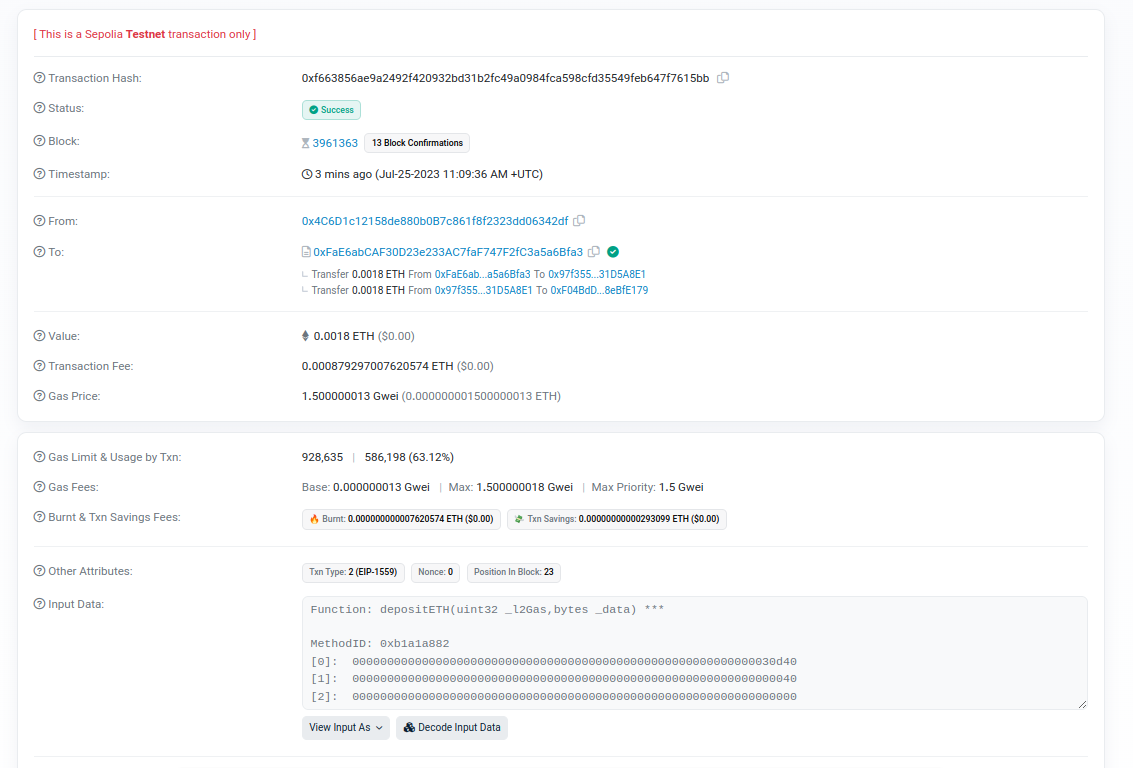 [ This is a Sepolia Testnet transaction only ]
Transaction Hash: 0xf663856ae9a2492f420932bd31b2fc49a0984fca598cfd35549feb647f7615bb
Status: Success
Block: 3961363 13 Block Confirmations
Timestamp: 3 mins ago (Jul-25-2023 11:09:36 AM +UTC)
From: 0x4C6D1c12158de880b0B7c861f8f2323dd06342df
To: 0xFaE6abCAF30D23e233AC7faF747F2fC3a5a6Bfa3
Transfer 0.0018 ETH From 0xFaE6ab...a5a6Bfa3 To 0x97f355...31D5A8E1
Transfer 0.0018 ETH From 0x97f355...31D5A8E1 To 0xF04BdD...8eBfE179
Value: 0.0018 ETH ($0.00)
Transaction Fee: 0.000879297007620574 ETH ($0.00)
Gas Price: 1.500000013 Gwei (0.000000001500000013 ETH)
Gas Limit & Usage by Txn: 928,635 | 586,198 (63.12%)
Gas Fees: Base: 0.000000013 Gwei | Max: 1.500000018 Gwei | Max Priority: 1.5 Gwei
Burnt & Txn Savings Fees: Burnt: 0.000000000007620574 ETH ($0.00) Txn Savings: 0.00000000000293099 ETH ($0.00)
Other Attributes: Txn Type: 2 (EIP-1559) Nonce: 0 Position In Block: 23
Input Data: Function: depositETH(uint32 _l2Gas,bytes _data) ***
MethodID: 0xb1a1a882
[0]: 0000000000000000000000000000000000000000000000000000000000030d40
[1]: 0000000000000000000000000000000000000000000000000000000000000040
[2]: 0000000000000000000000000000000000000000000000000000000000000000
View Input As Decode Input Data